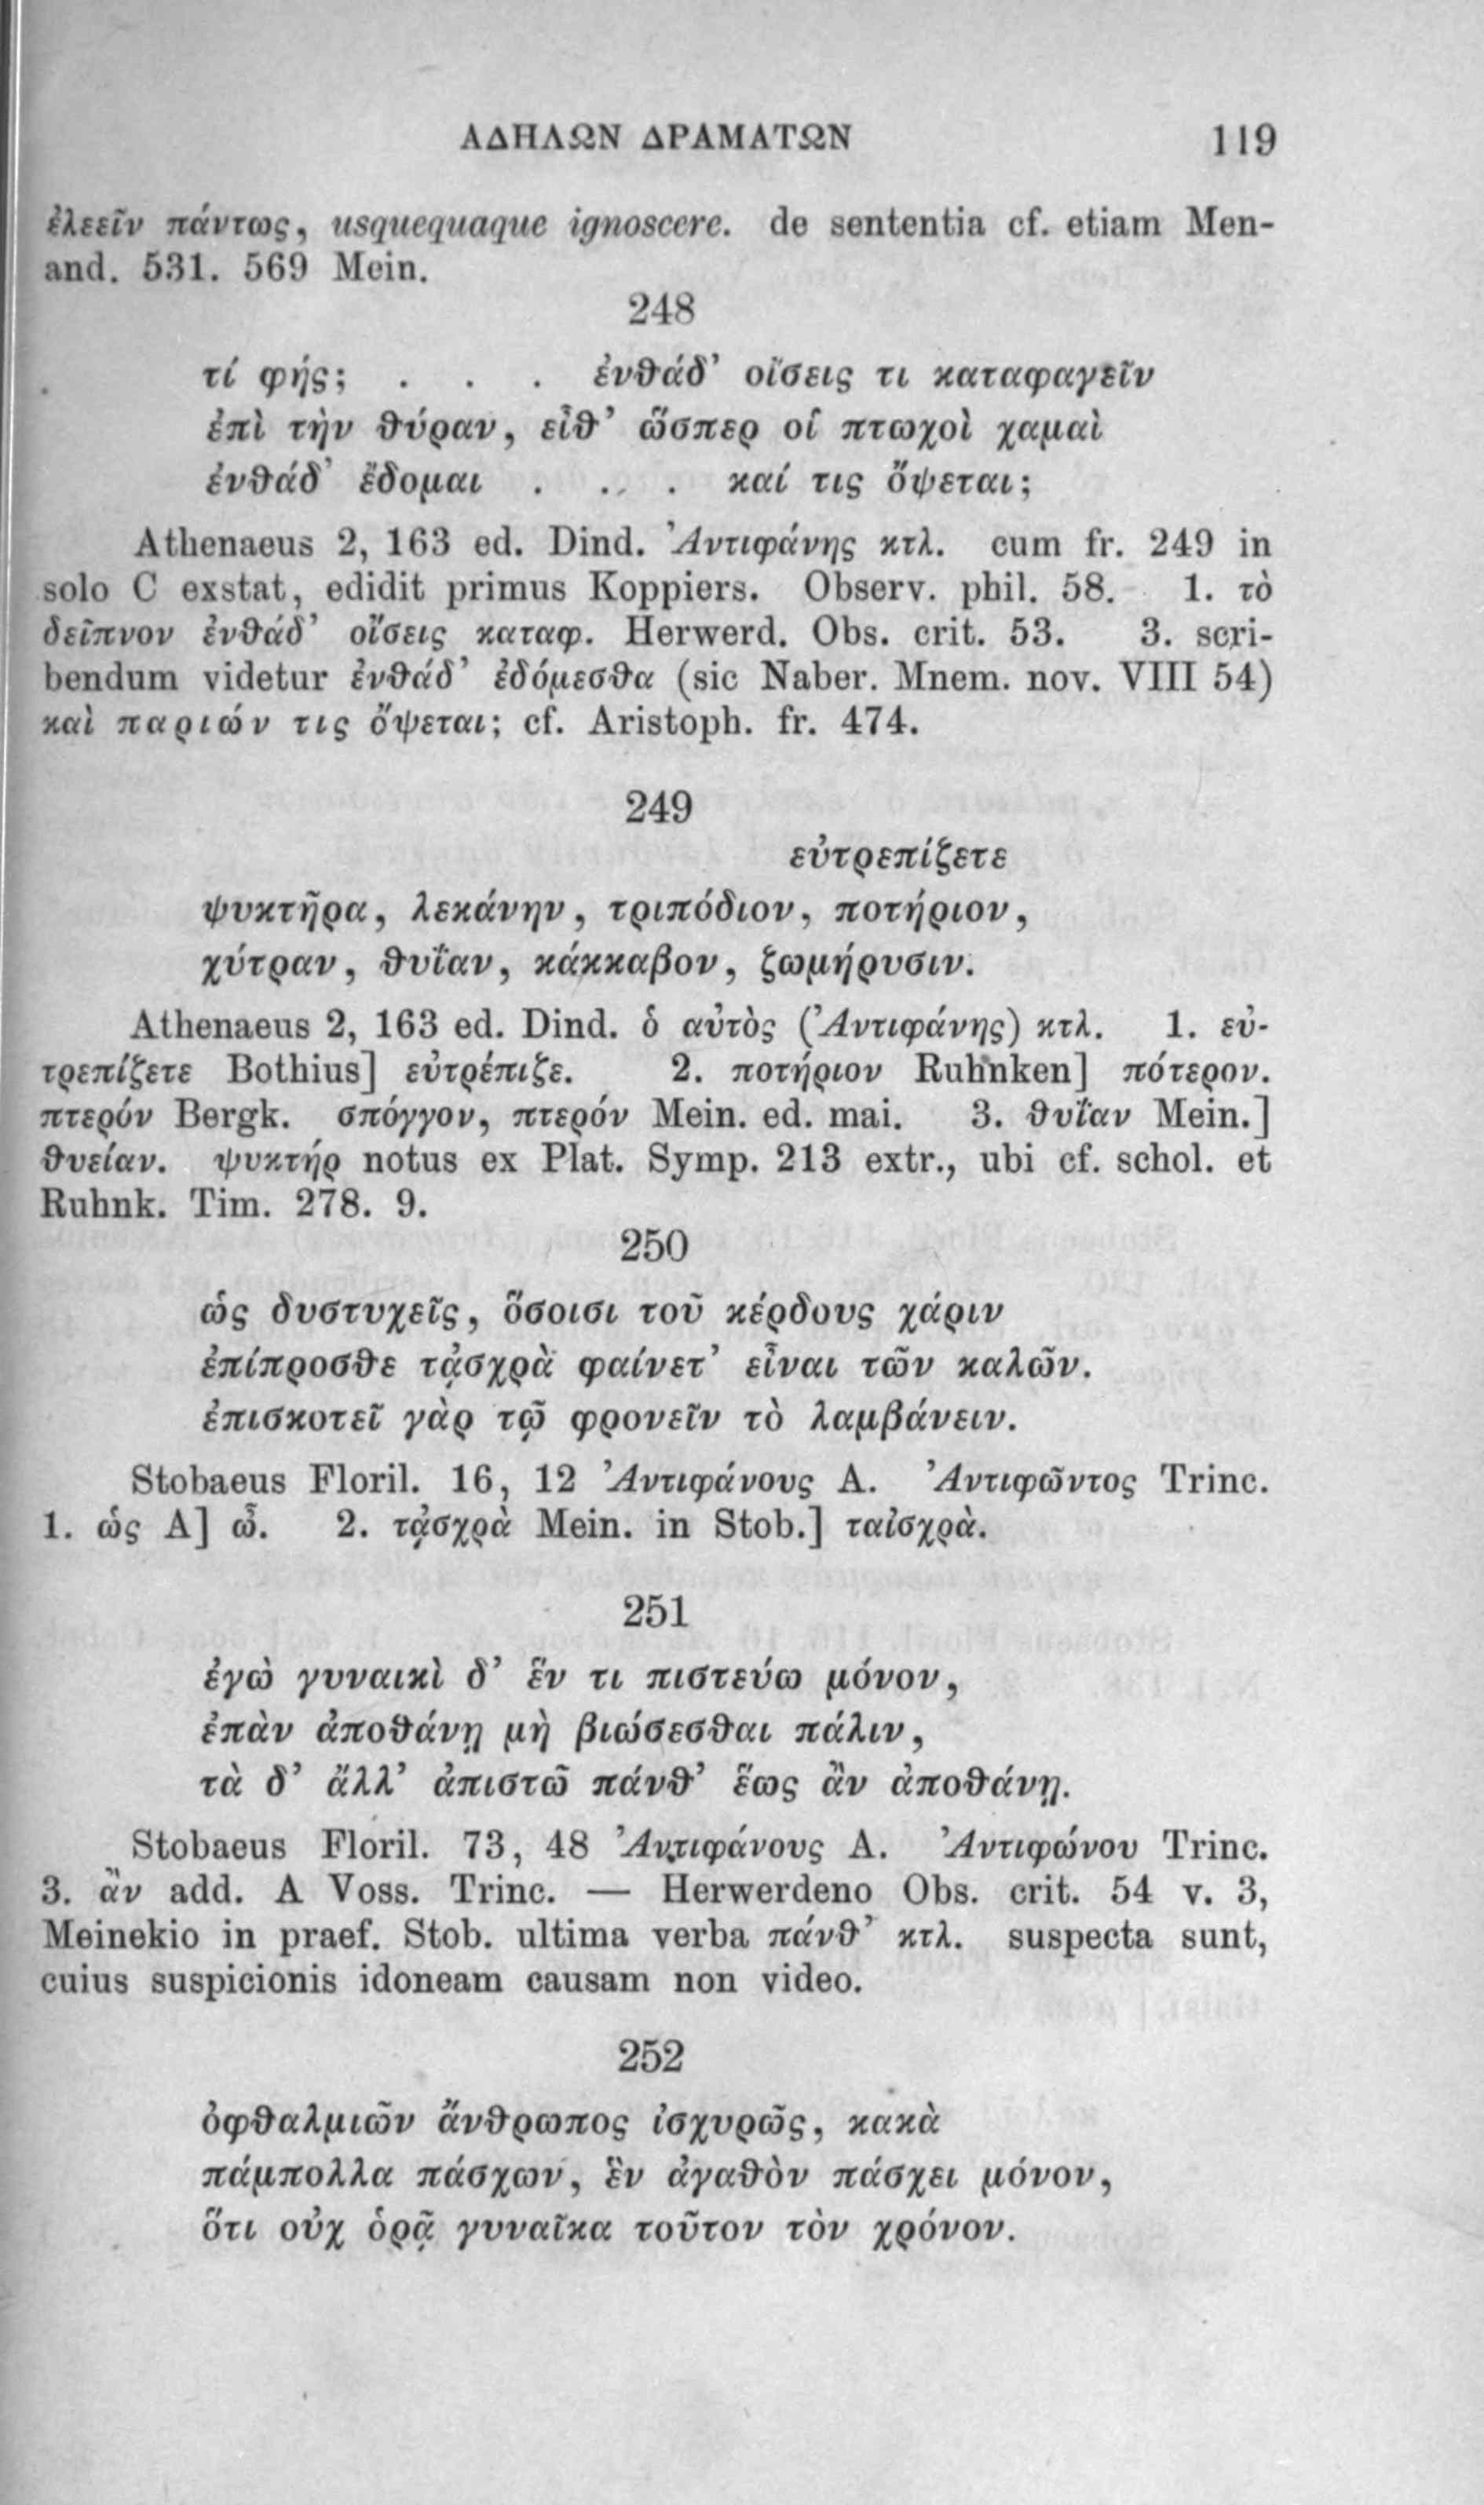 ΑΔΗΛΩΝ ΔΡΑΜΑΤΩΝ 119
ἐλεεῖν πάντως, usquequaque ignoscere. de sententia cf. etiam Men-
and. 531. 569 Mein.
248
τί φής; . . . ἐνθάδ’ οἴσεις τι καταφαγεῖν
ἐπὶ τὴν θύραν, εἶθ’ ὥσπερ οἱ πτωχοὶ χαμαὶ
ἐνθάδ’ ἔδομαι . . . καί τις ὄψεται;
Athenaeus 2, 163 ed. Dind. Ἀντιφάνης κτλ. cum fr. 249 in
solo C exstat, edidit primus Koppiers. Observ. phil. 58. 1. τὸ
δεῖπνον ἐνθάδ’ οἴσεις καταφ. Herwerd. Obs. crit. 53. 3. scri-
bendum videtur ἐνθάδ’ ἐδόμεσθα (sic Naber. Mnem. nov. VIII 54)
καὶ παριών τις ὄψεται; cf. Aristoph. fr. 474.
249
εὐτρεπίζετε
ψυκτῆρα, λεκάνην, τριπόδιον, ποτήριον,
χύτραν, θυΐαν, κάκκαβον, ζωμήρυσιν.
Athenaeus 2, 163 ed. Dind. ὁ αὐτὸς (Ἀντιφάνης) κτλ. 1. εὐ-
τρεπίζετε Bothius] εὐτρέπιζε. 2. ποτήριον Ruhnken] πότερον.
πτερόν Bergk. σπόγγον, πτερόν Mein. ed. mai. 3. θυΐαν Mein.]
θυείαν. ψυκτήρ notus ex Plat. Symp. 213 extr., ubi cf. schol. et
Ruhnk. Tim. 278. 9.
250
ὡς δυστυχεῖς, ὅσοισι τοῦ κέρδους χάριν
ἐπίπροσθε τᾀσχρὰ φαίνετ’ εἶναι τῶν καλῶν.
ἐπισκοτεῖ γὰρ τῷ φρονεῖν τὸ λαμβάνειν.
Stobaeus Floril. 16, 12 Ἀντιφάνους A. Ἀντιφῶντος Trinc.
1. ὡς A] ὦ. 2. τᾀσχρὰ Mein. in Stob.] ταἰσχρὰ.
251
ἐγὼ γυναικὶ δ’ ἕν τι πιστεύω μόνον,
ἐπὰν ἀποθάνῃ μὴ βιώσεσθαι πάλιν,
τὰ δ’ ἄλλ’ ἀπιστῶ πάνθ’ ἕως ἂν ἀποθάνῃ.
Stobaeus Floril. 73, 48 Ἀντιφάνους A. Ἀντιφώνου Trinc.
3. ἂν add. A Voss. Trinc. — Herwerdeno Obs. crit. 54 v. 3,
Meinekio in praef. Stob. ultima verba πάνθ’ κτλ. suspecta sunt,
cuius suspicionis idoneam causam non video.
252
ὀφθαλμιῶν ἄνθρωπος ἰσχυρῶς, κακὰ
πάμπολλα πάσχων, ἓν ἀγαθὸν πάσχει μόνον,
ὅτι οὐχ ὁρᾷ γυναῖκα τοῦτον τὸν χρόνον.